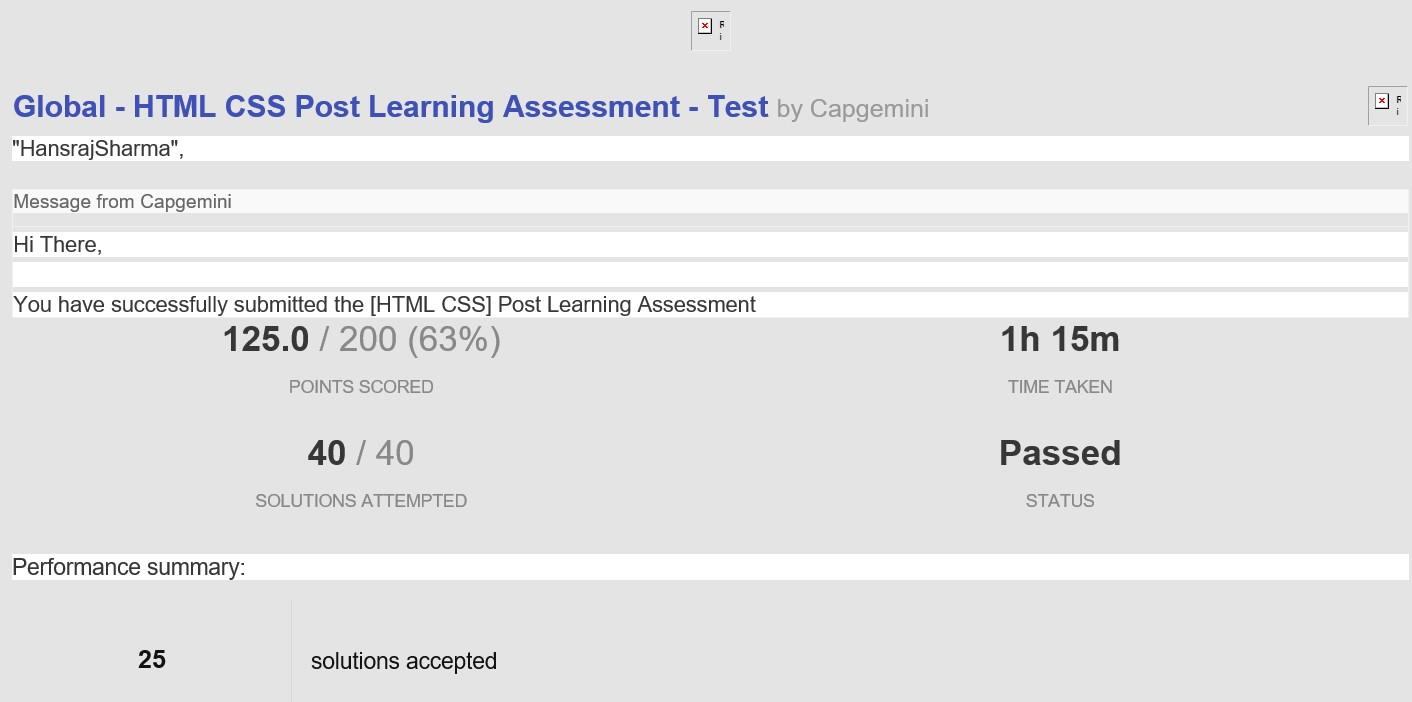 Global - HTML CSS Post Learning Assessment - Test by Capgemini
"HansrajSharma",
Message from Capgemini
Hi There,
You have successfully submitted the [HTML CSS] Post Learning Assessment
125.0 / 200 (63%)
1h 15m
POINTS SCORED
TIME TAKEN
40 / 40
Passed
SOLUTIONS ATTEMPTED
STATUS
Performance summary:
25
solutions accepted